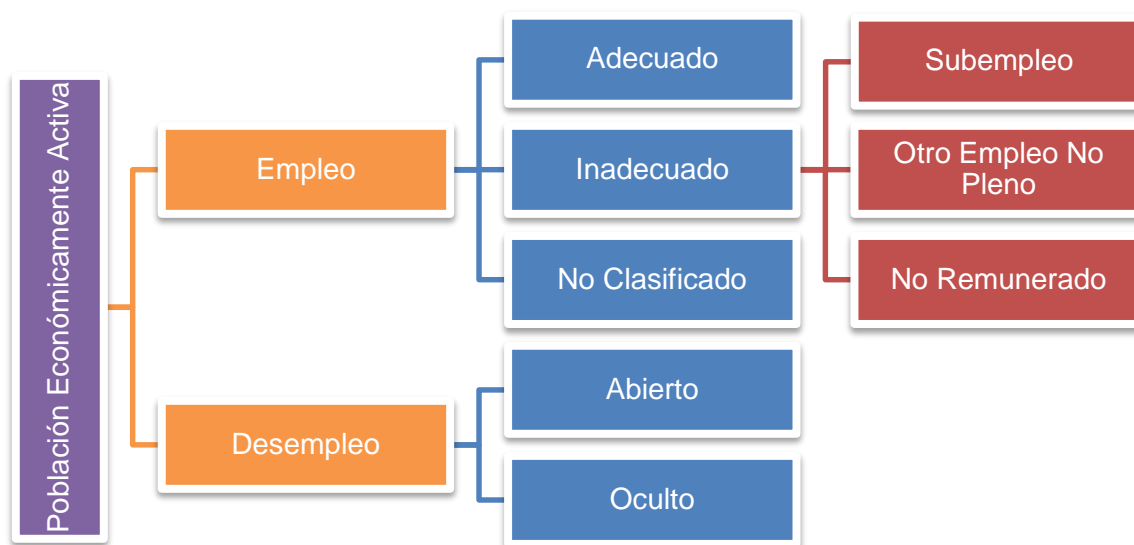 Población Económicamente Activa
Empleo
Desempleo
Adecuado
Inadecuado
No Clasificado
Abierto
Oculto
Subempleo
Otro Empleo No
Pleno
No Remunerado